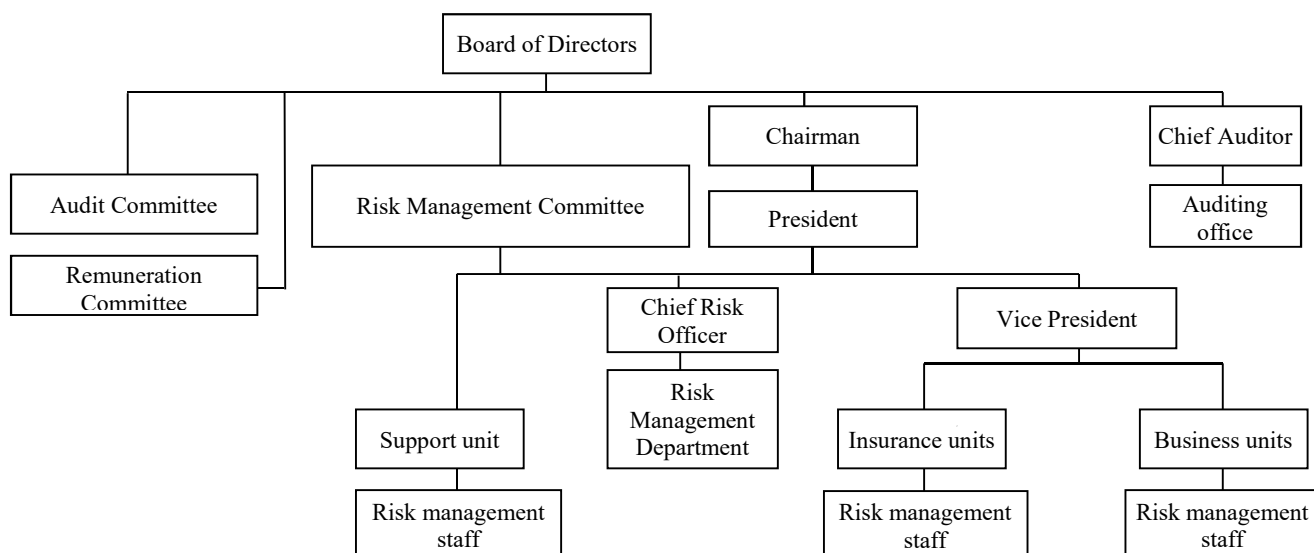 Board of Directors
Chairman
Chief Auditor
Audit Committee
Risk Management Committee
President
Auditing
office
Remuneration
Committee
Chief Risk
Officer
Vice President
Risk
Management
Department
Support unit
Insurance units
Business units
Risk management
staff
Risk management
staff
Risk management
staff